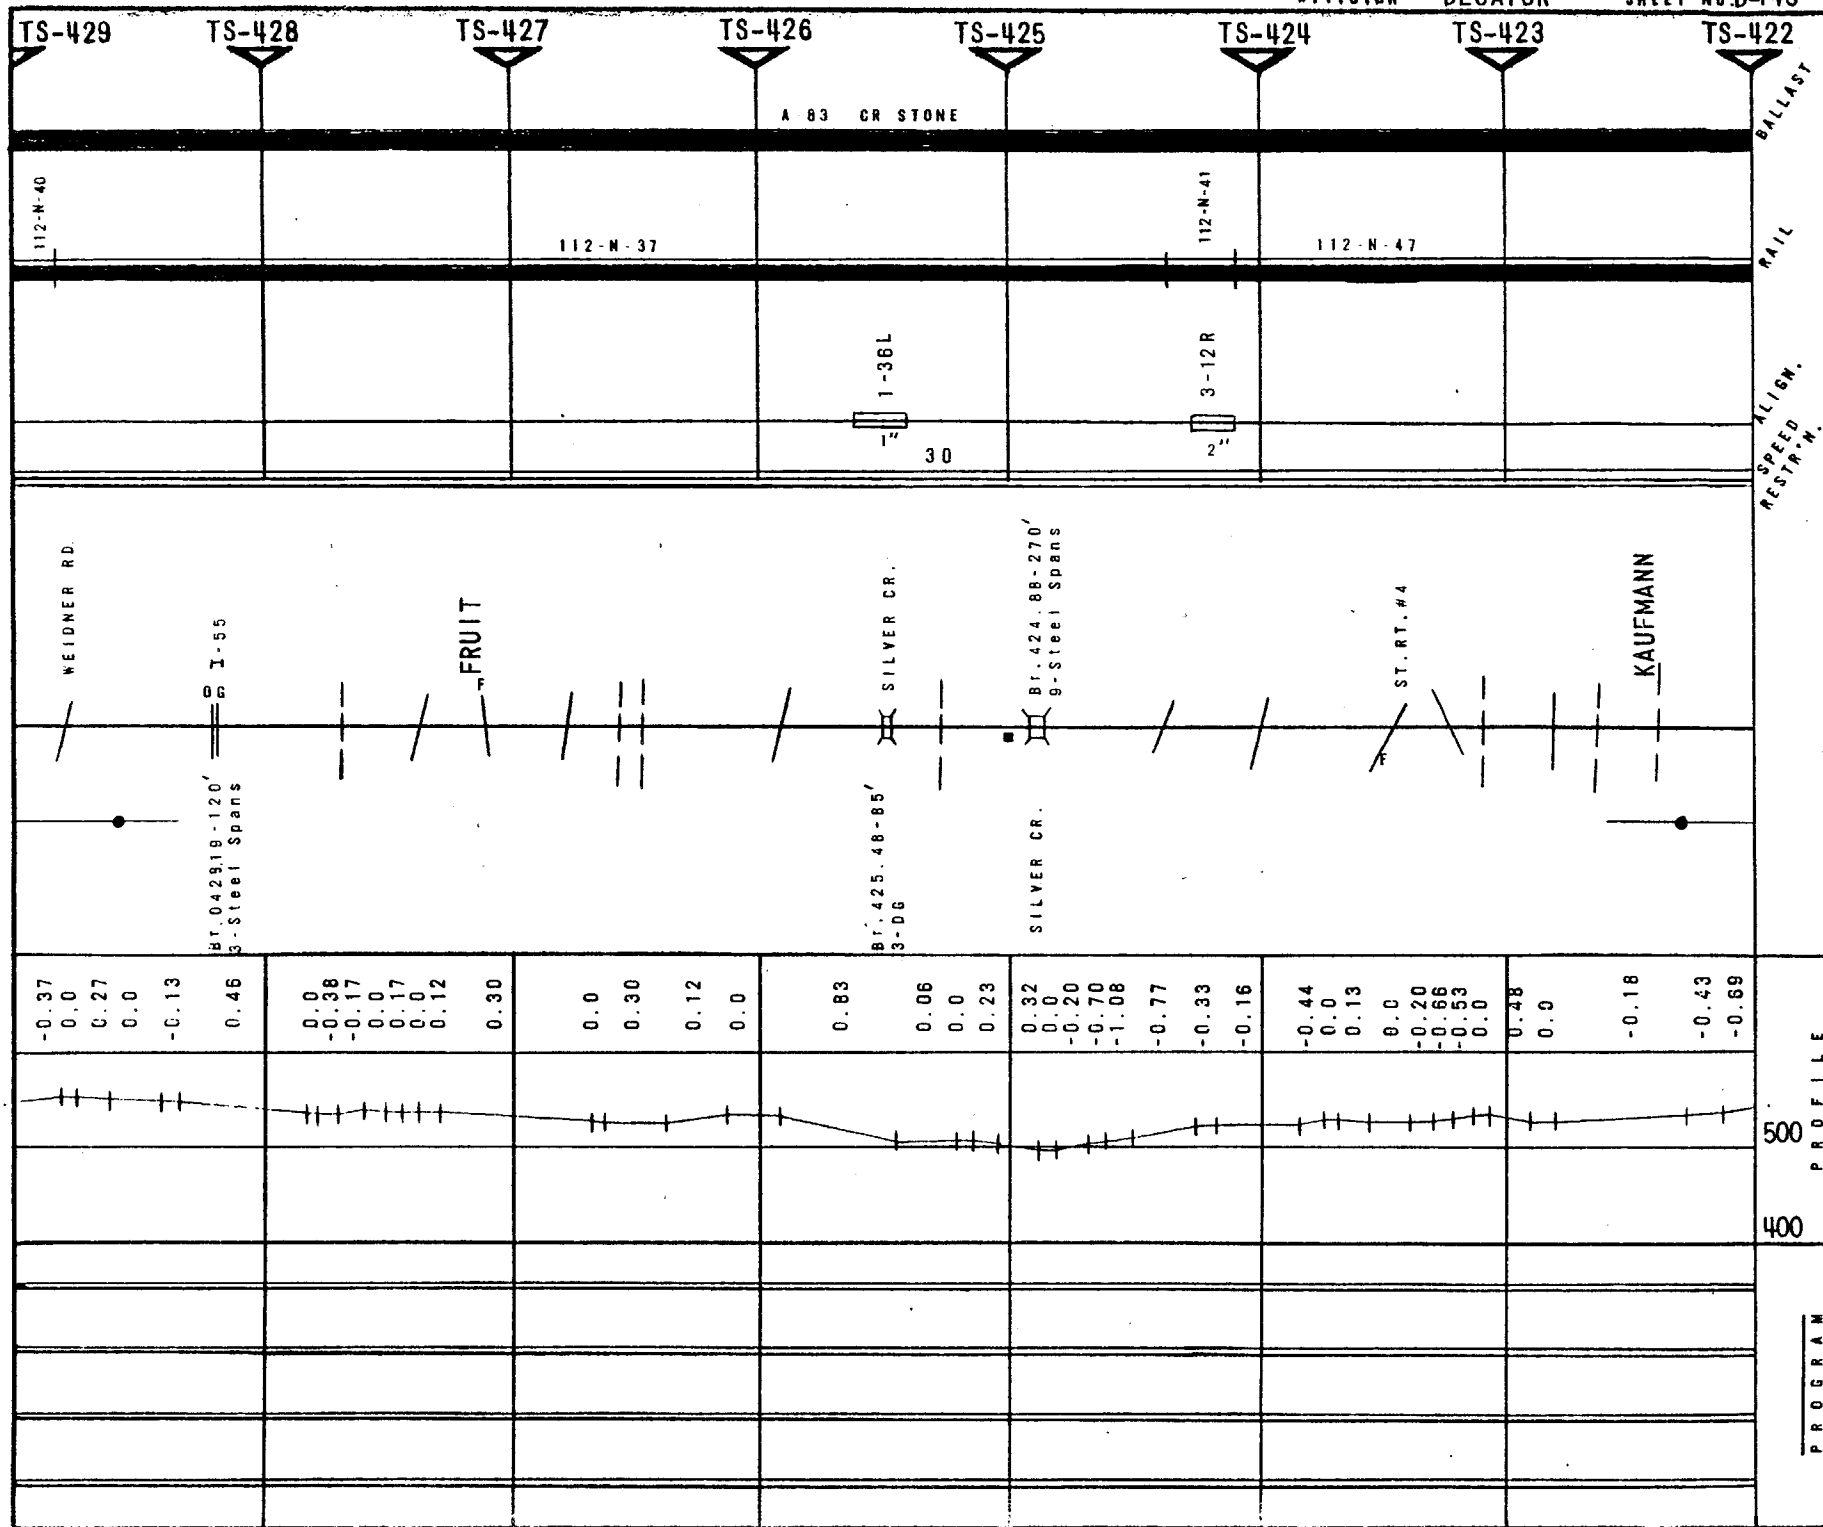 TS-429 TS-428 TS-427 TS-426 TS-425 TS-424 TS-423 TS-422
BALLAST
A 83 CR STONE
112-N-40
112-N-37
112-N-41
112-N-47
RAIL
1-36L
1"
30
3-12R
2"
ALIGN.
SPEED
RESTR'N.
WEIDNER RD.
OG I-55
FRUIT
F
SILVER CR.
Br.424.88-270'
9-Steel Spans
ST.RT.#4
F
KAUFMANN
Br.0429.19-120'
3-Steel Spans
Br.425.48-85'
3-DG
SILVER CR.
-0.37 0.0 0.27 0.0 -0.13 0.46 0.0 -0.38 -0.17 0.0 0.17 0.0 0.12 0.30 0.0 0.30 0.12 0.0 0.83 0.06 0.0 0.23 0.32 0.0 -0.20 -0.70 -1.08 -0.77 -0.33 -0.16 -0.44 0.0 0.13 0.0 -0.20 -0.66 -0.53 0.0 0.48 0.0 -0.18 -0.43 -0.69
500
400
PROFILE
PROGRAM